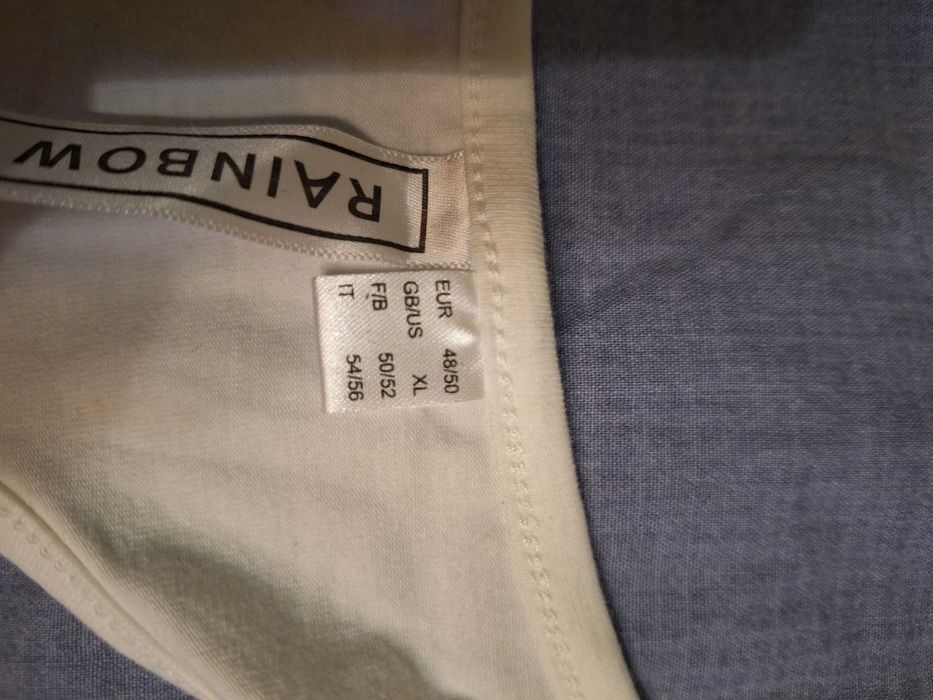 RAINBOW
EUR 48/50
GB/US XL
F/B 50/52
IT 54/56